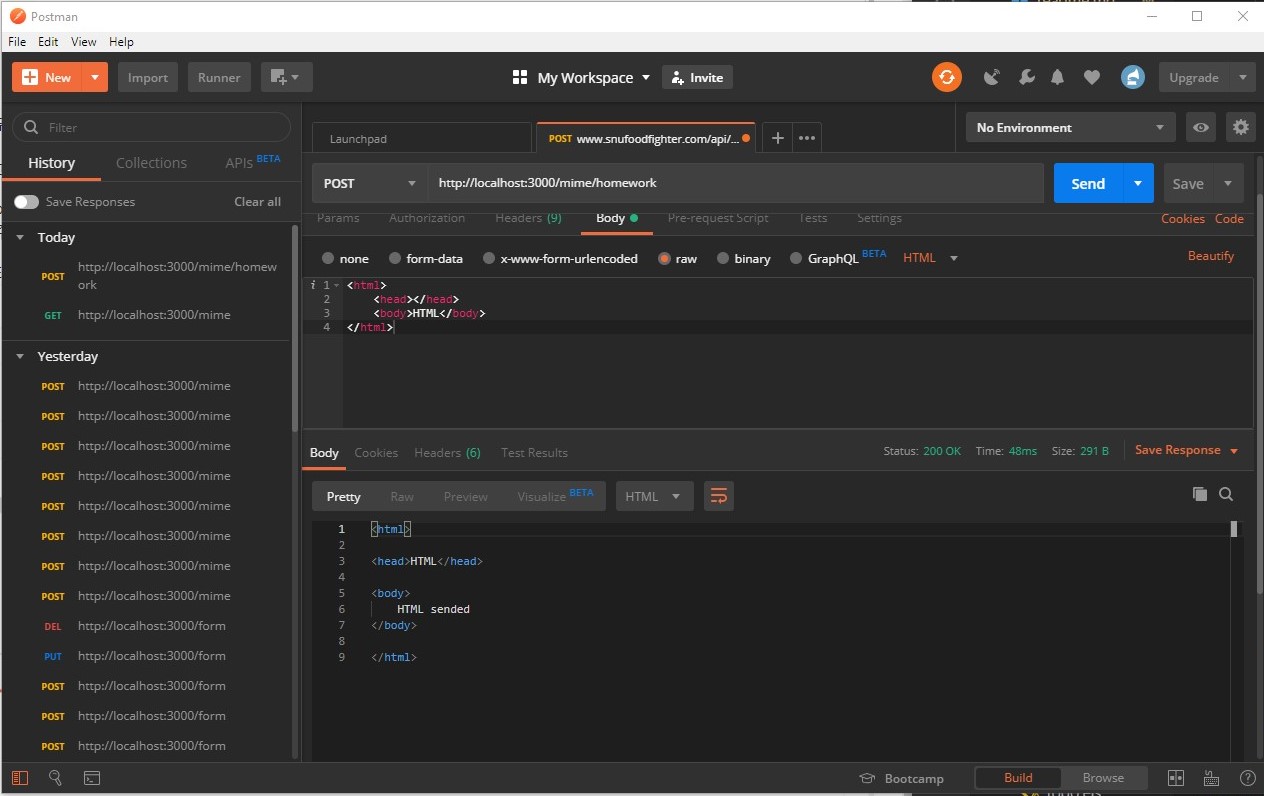 Postman
File Edit View Help
New Import Runner My Workspace Invite Upgrade
Filter
History Collections APIs BETA
Save Responses Clear all
Today
POST http://localhost:3000/mime/homew
ork
GET http://localhost:3000/mime
Yesterday
POST http://localhost:3000/mime
POST http://localhost:3000/mime
POST http://localhost:3000/mime
POST http://localhost:3000/mime
POST http://localhost:3000/mime
POST http://localhost:3000/mime
POST http://localhost:3000/mime
POST http://localhost:3000/mime
DEL http://localhost:3000/form
PUT http://localhost:3000/form
POST http://localhost:3000/form
POST http://localhost:3000/form
POST http://localhost:3000/form
Launchpad POST www.snufoodfighter.com/api/... No Environment
POST http://localhost:3000/mime/homework Send Save
Params Authorization Headers (9) Body Pre-request Script Tests Settings Cookies Code
none form-data x-www-form-urlencoded raw binary GraphQL BETA HTML Beautify
i 1 <html>
2 <head></head>
3 <body>HTML</body>
4 </html>
Body Cookies Headers (6) Test Results Status: 200 OK Time: 48ms Size: 291 B Save Response
Pretty Raw Preview Visualize BETA HTML
1 <html>
2
3 <head>HTML</head>
4
5 <body>
6 HTML sended
7 </body>
8
9 </html>
Bootcamp Build Browse